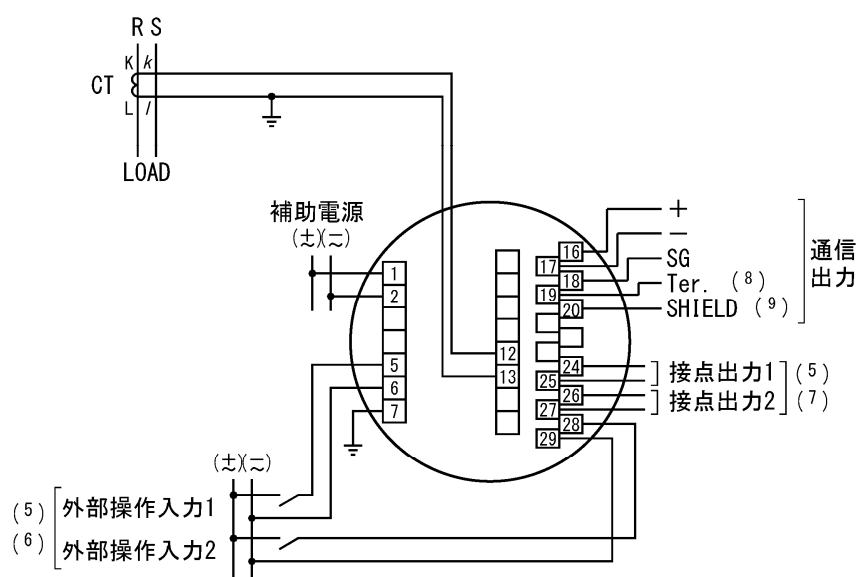 R S
K k
CT
L l
LOAD
補助電源
(±)(−)
1
2
5
6
7
12
13
16
17
18
19
20
24
25
26
27
28
29
+
−
SG
Ter. (8)
SHIELD (9)
通信
出力
接点出力1 (5)
接点出力2 (7)
(±)(−)
(5) 外部操作入力1
(6) 外部操作入力2